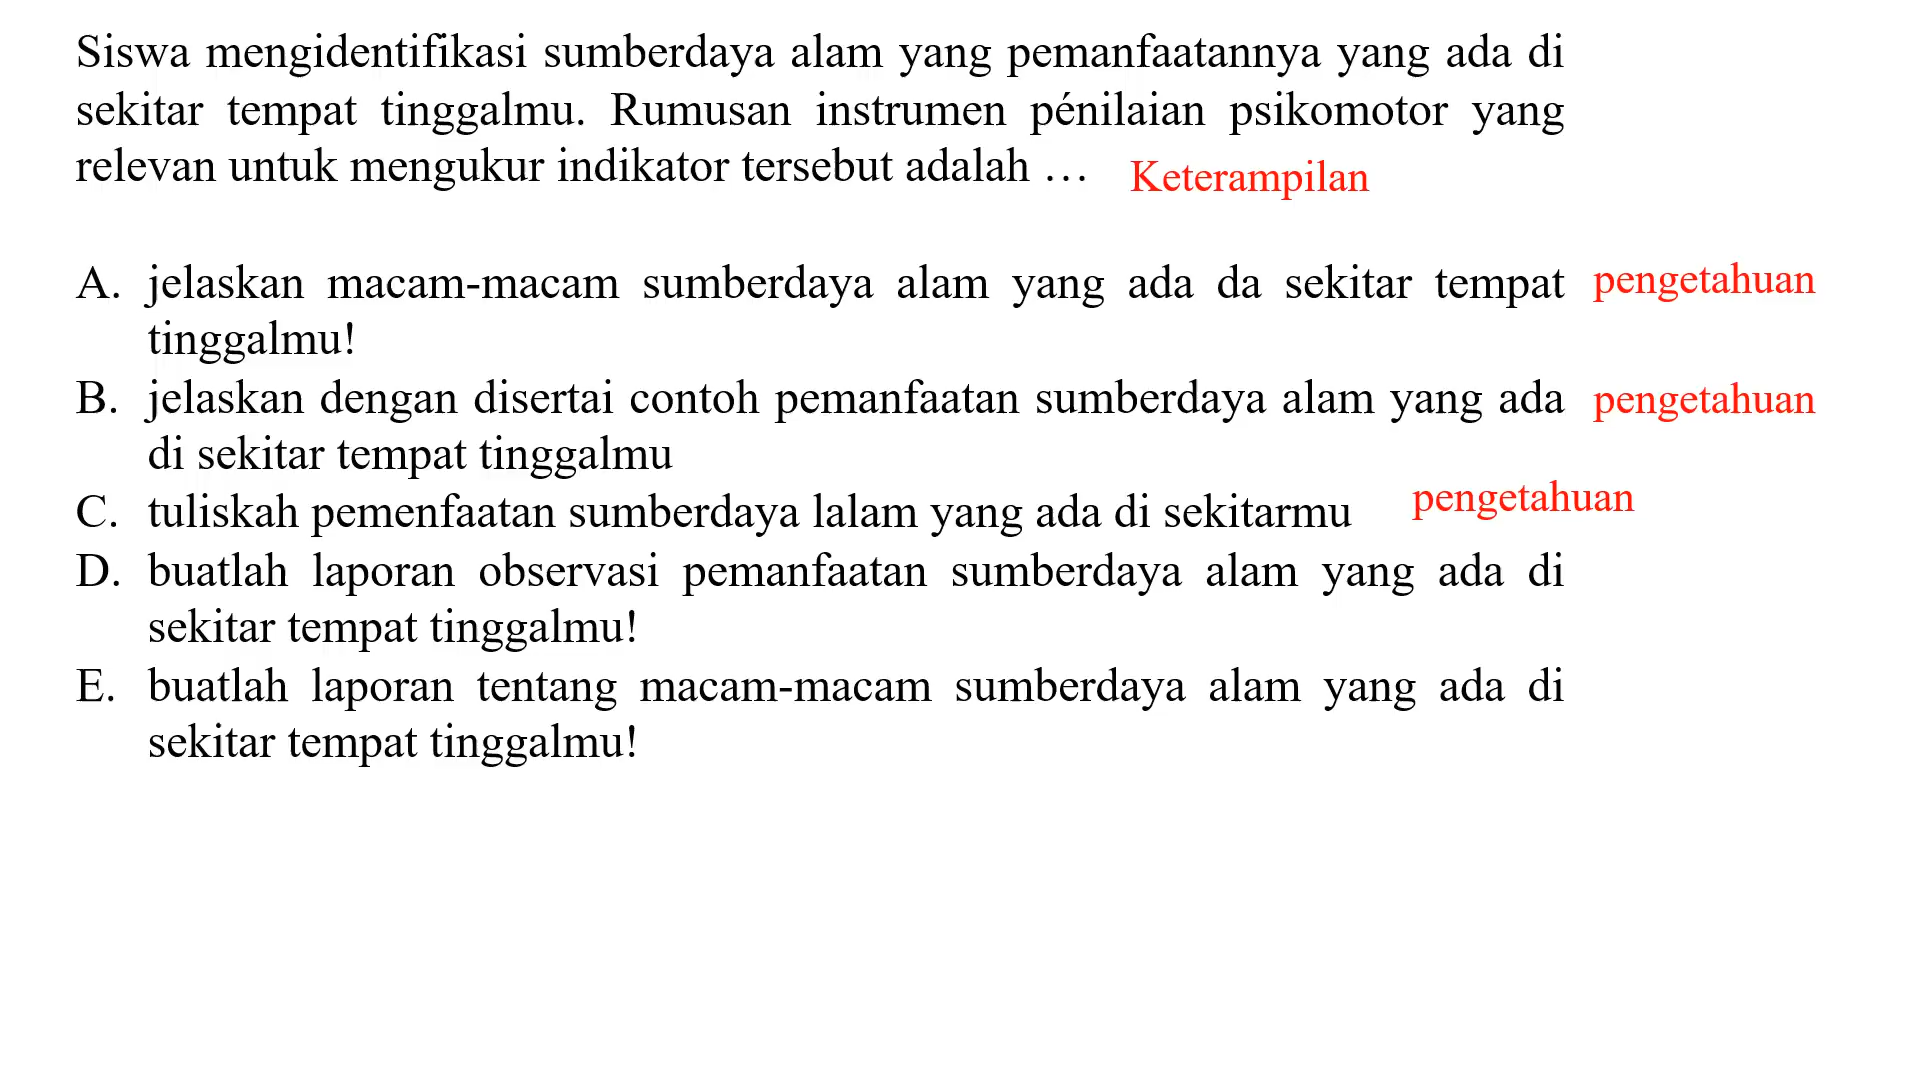 Siswa mengidentifikasi sumberdaya alam yang pemanfaatannya yang ada di
sekitar tempat tinggalmu. Rumusan instrumen pénilaian psikomotor yang
relevan untuk mengukur indikator tersebut adalah … Keterampilan
A. jelaskan macam-macam sumberdaya alam yang ada da sekitar tempat pengetahuan
tinggalmu!
B. jelaskan dengan disertai contoh pemanfaatan sumberdaya alam yang ada pengetahuan
di sekitar tempat tinggalmu
C. tuliskah pemenfaatan sumberdaya lalam yang ada di sekitarmu pengetahuan
D. buatlah laporan observasi pemanfaatan sumberdaya alam yang ada di
sekitar tempat tinggalmu!
E. buatlah laporan tentang macam-macam sumberdaya alam yang ada di
sekitar tempat tinggalmu!